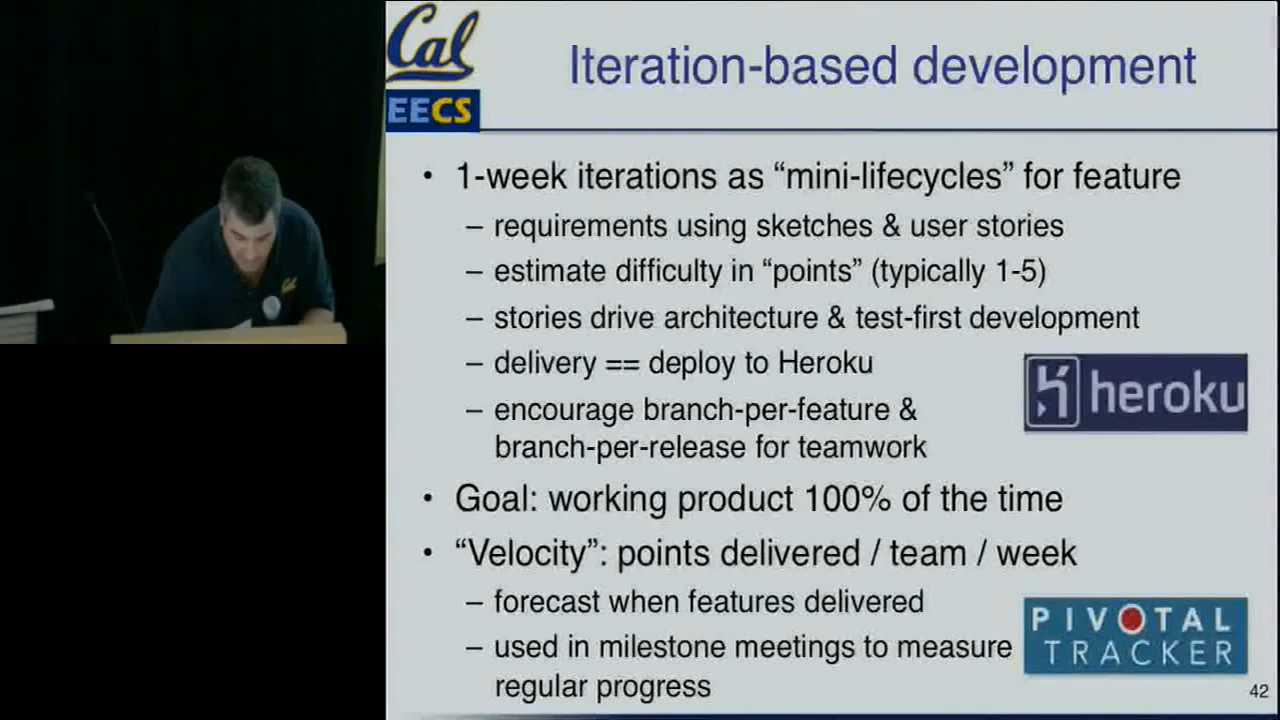 Cal
EECS
Iteration-based development
• 1-week iterations as “mini-lifecycles” for feature
– requirements using sketches & user stories
– estimate difficulty in “points” (typically 1-5)
– stories drive architecture & test-first development
– delivery == deploy to Heroku
– encourage branch-per-feature &
branch-per-release for teamwork
heroku
• Goal: working product 100% of the time
• “Velocity”: points delivered / team / week
– forecast when features delivered
– used in milestone meetings to measure
regular progress
PIVOTAL
TRACKER
42
Cal